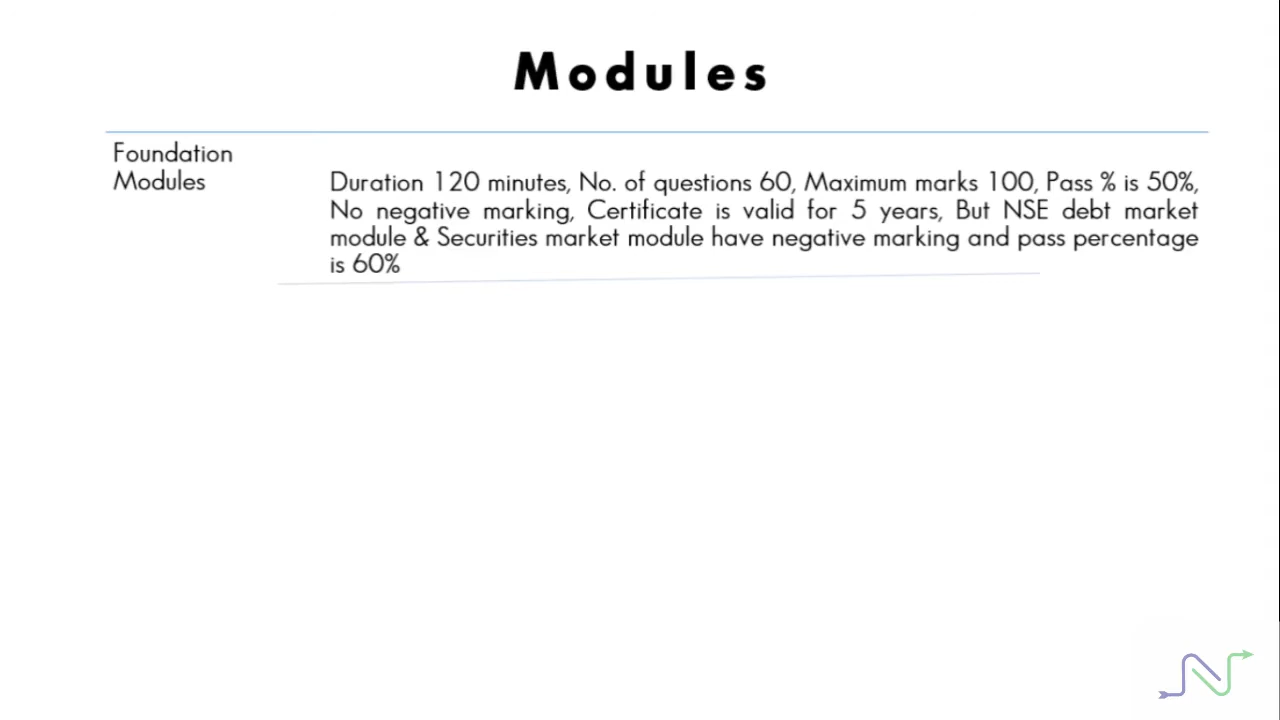 Modules
Foundation
Modules
Duration 120 minutes, No. of questions 60, Maximum marks 100, Pass % is 50%,
No negative marking, Certificate is valid for 5 years, But NSE debt market
module & Securities market module have negative marking and pass percentage
is 60%